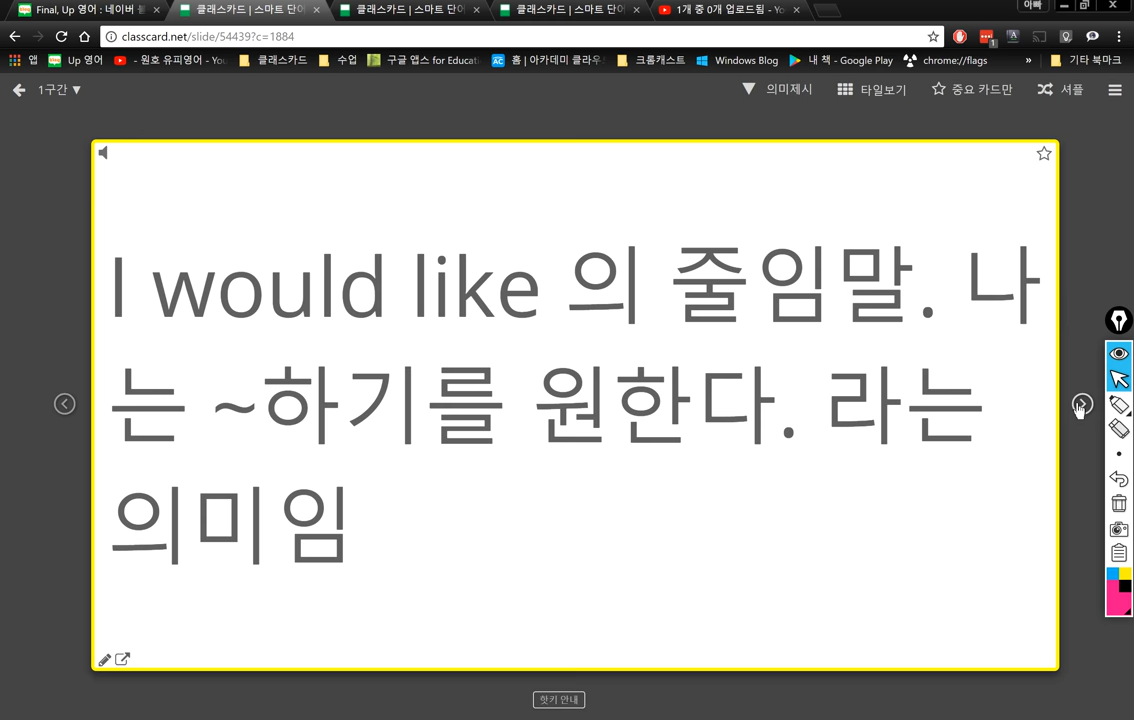 Final, Up 영어 : 네이버 블
클래스카드 | 스마트 단어
클래스카드 | 스마트 단어
클래스카드 | 스마트 단어
1개 중 0개 업로드됨 - Yo
아빠
classcard.net/slide/54439?c=1884
앱
Up 영어
- 원호 유피영어 - You
클래스카드
수업
구글 앱스 for Educati
홈 | 아카데미 클라우
크롬캐스트
Windows Blog
내 책 - Google Play
chrome://flags
»
기타 북마크
1구간 ▼
의미제시
타일보기
중요 카드만
셔플
I would like 의 줄임말. 나
는 ~하기를 원한다. 라는
의미임
핫키 안내